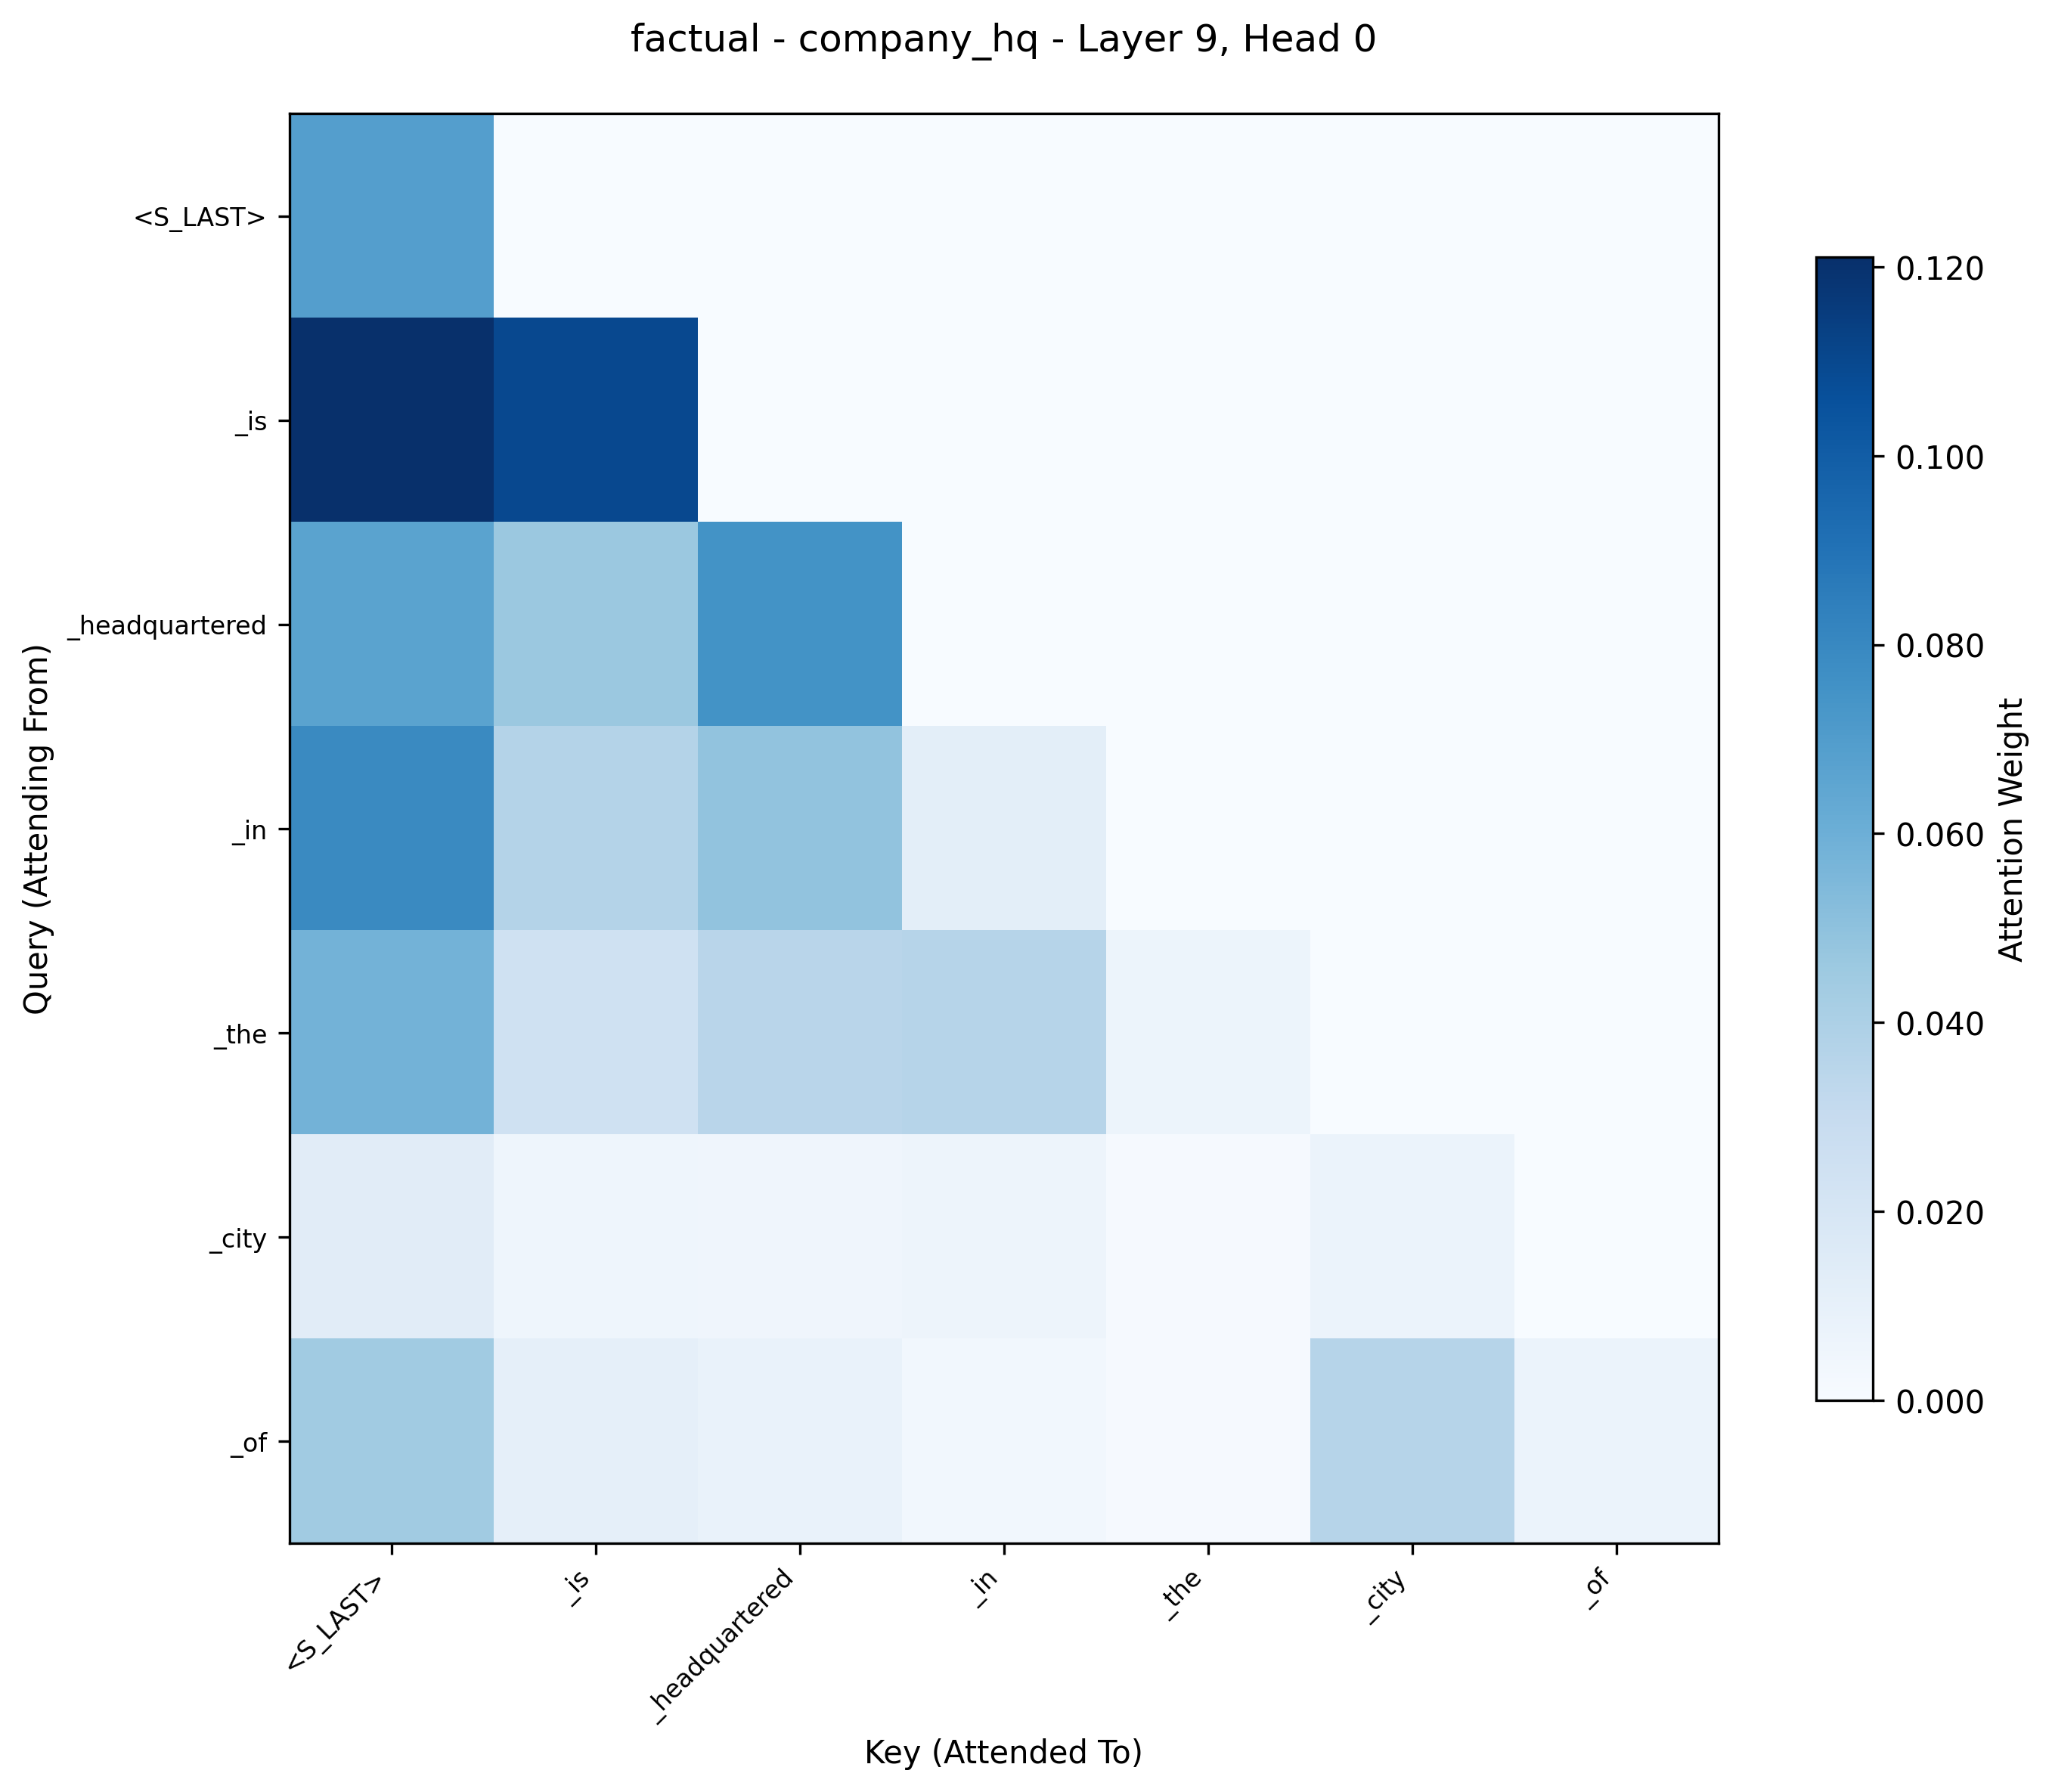 factual - company_hq - Layer 9, Head 0
<S_LAST>
_is
_headquartered
_in
_the
_city
_of
Query (Attending From)
<S_LAST>
_is
_headquartered
_in
_the
_city
_of
Key (Attended To)
0.120
0.100
0.080
0.060
0.040
0.020
0.000
Attention Weight